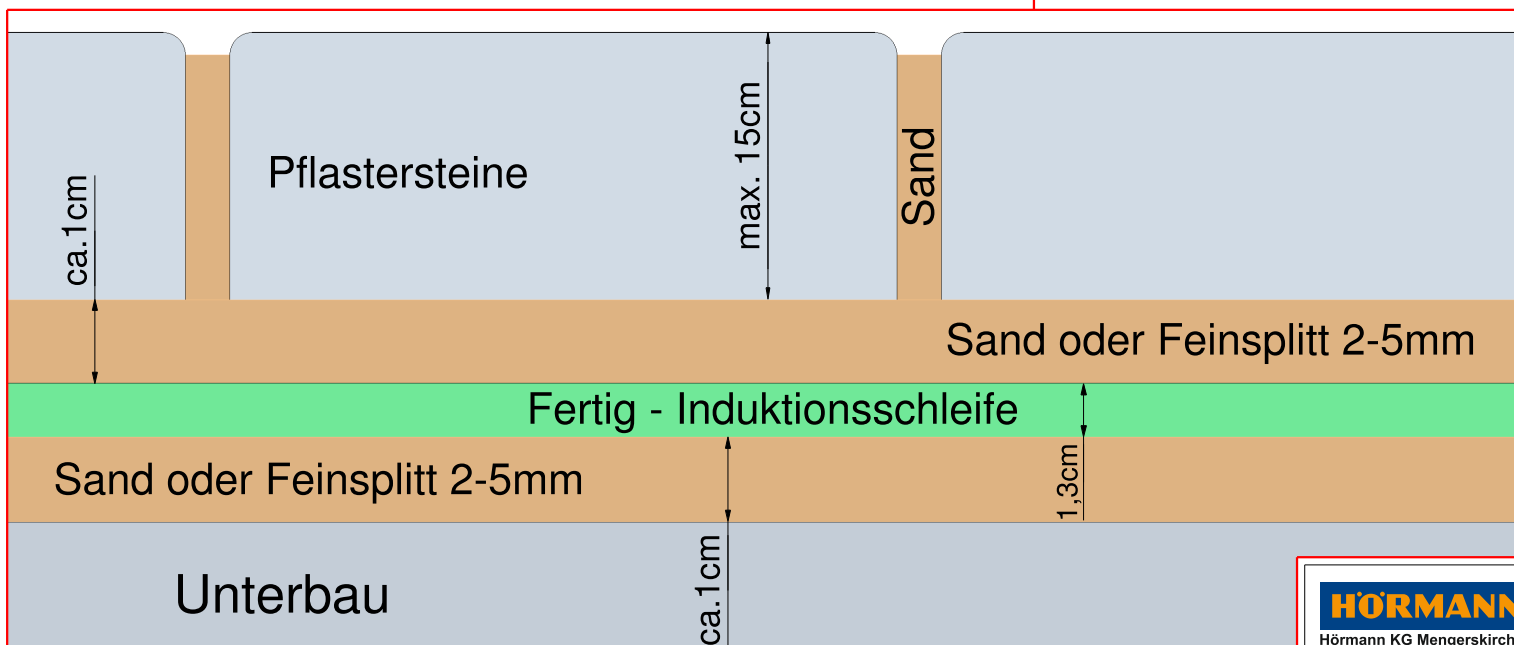 Pflastersteine
max. 15cm
Sand
ca.1cm
Sand oder Feinsplitt 2-5mm
Fertig - Induktionsschleife
Sand oder Feinsplitt 2-5mm
1,3cm
Unterbau
ca.1cm
HÖRMANN
Hörmann KG